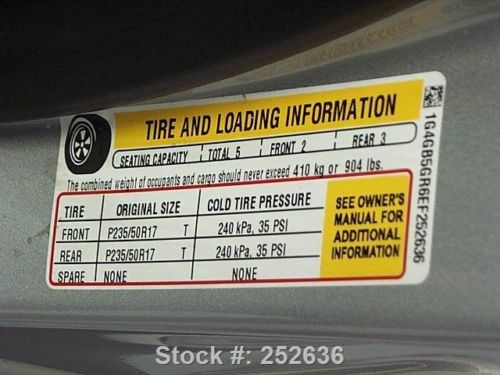 TIRE AND LOADING INFORMATION
SEATING CAPACITY TOTAL 5 FRONT 2 REAR 3
The combined weight of occupants and cargo should never exceed 410 kg or 904 lbs.
TIRE ORIGINAL SIZE COLD TIRE PRESSURE
FRONT P235/50R17 T 240 kPa, 35 PSI
REAR P235/50R17 T 240 kPa, 35 PSI
SPARE NONE NONE
SEE OWNER'S
MANUAL FOR
ADDITIONAL
INFORMATION
1G4GB5GR6EF252636
Stock #: 252636